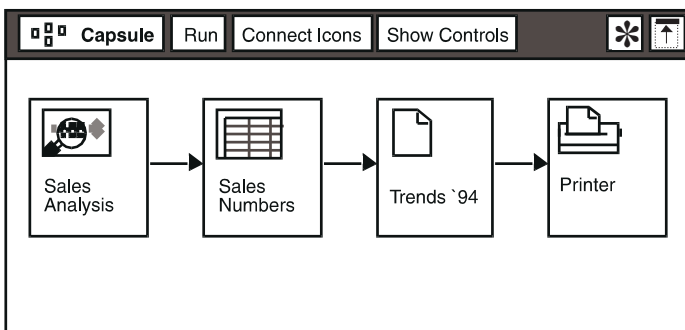 Capsule Run Connect Icons Show Controls
Sales
Analysis
Sales
Numbers
Trends `94
Printer